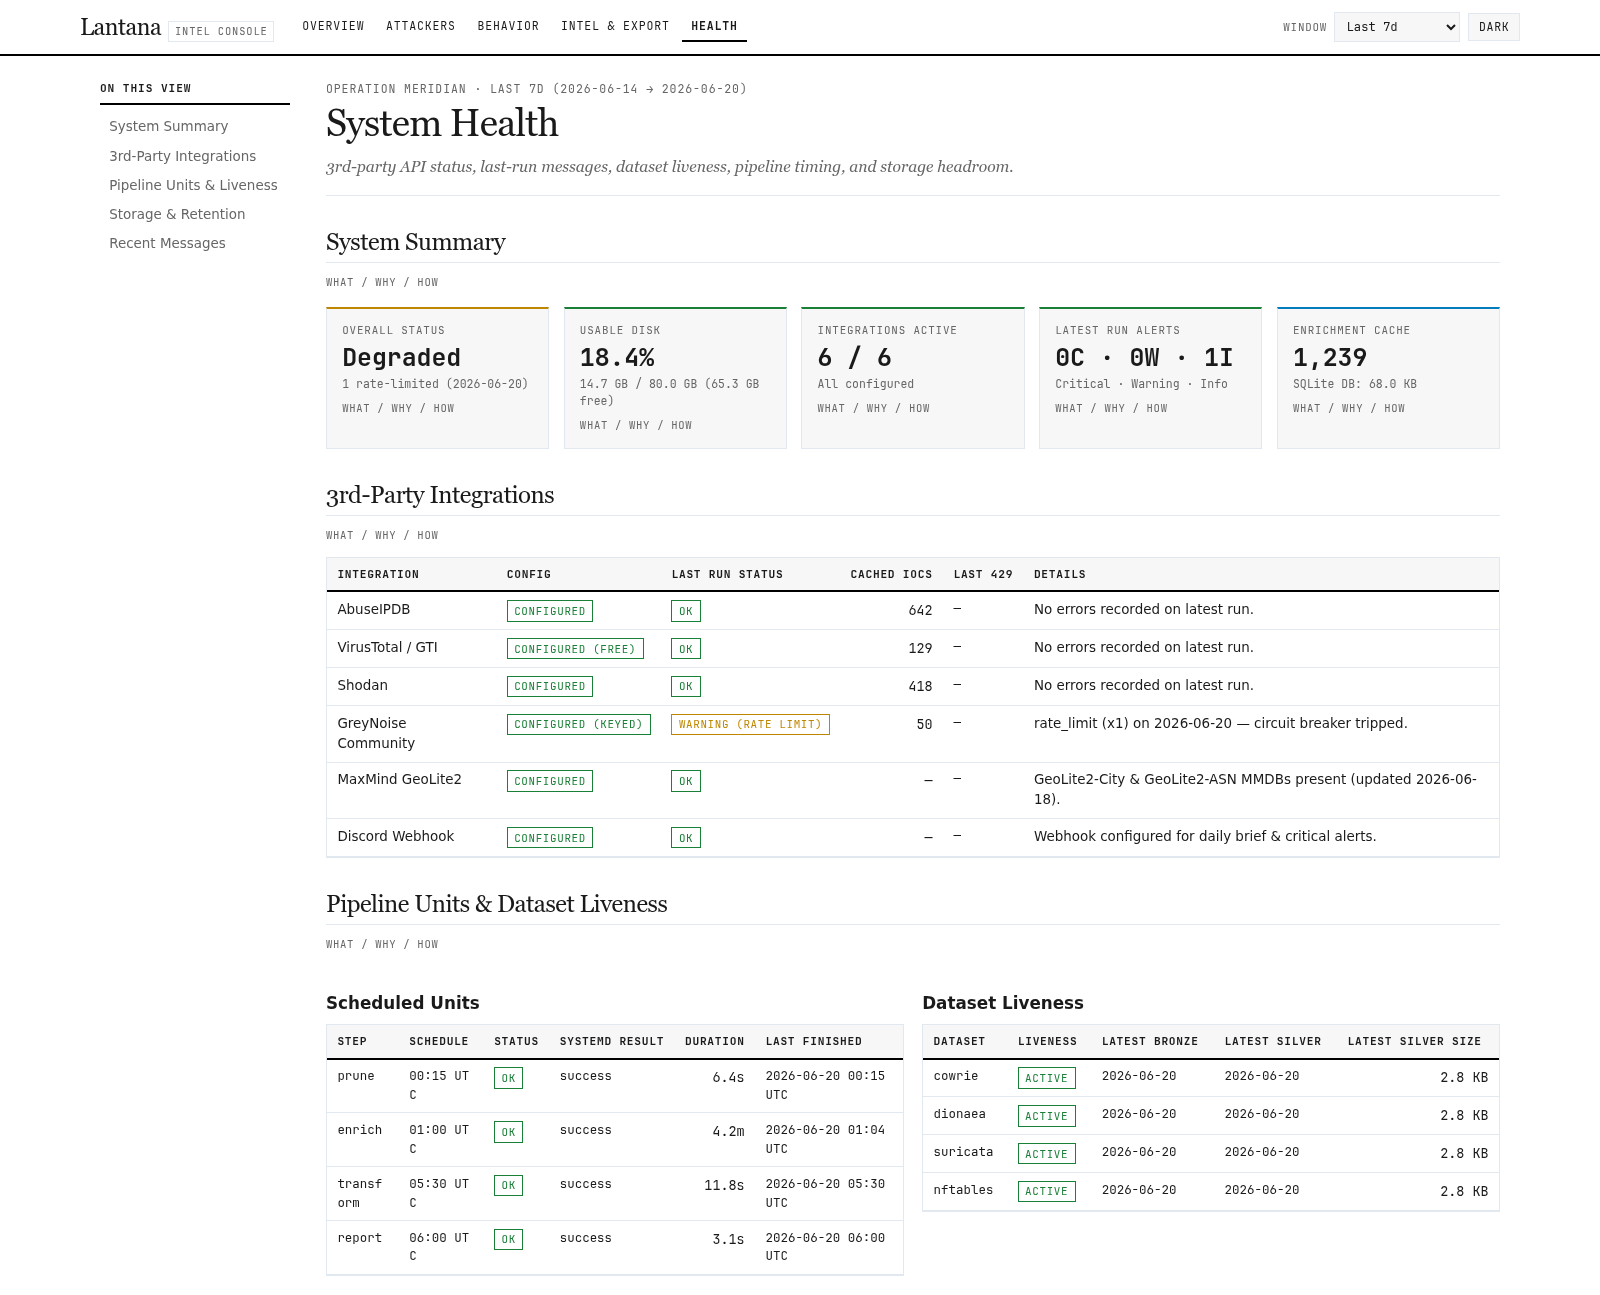 Lantana INTEL CONSOLE OVERVIEW ATTACKERS BEHAVIOR INTEL & EXPORT HEALTH WINDOW Last 7d DARK
ON THIS VIEW
System Summary
3rd-Party Integrations
Pipeline Units & Liveness
Storage & Retention
Recent Messages
OPERATION MERIDIAN · LAST 7D (2026-06-14 → 2026-06-20)
System Health
3rd-party API status, last-run messages, dataset liveness, pipeline timing, and storage headroom.
System Summary
WHAT / WHY / HOW
OVERALL STATUS
Degraded
1 rate-limited (2026-06-20)
WHAT / WHY / HOW
USABLE DISK
18.4%
14.7 GB / 80.0 GB (65.3 GB
free)
WHAT / WHY / HOW
INTEGRATIONS ACTIVE
6 / 6
All configured
WHAT / WHY / HOW
LATEST RUN ALERTS
0C · 0W · 1I
Critical · Warning · Info
WHAT / WHY / HOW
ENRICHMENT CACHE
1,239
SQLite DB: 68.0 KB
WHAT / WHY / HOW
3rd-Party Integrations
WHAT / WHY / HOW
INTEGRATION CONFIG LAST RUN STATUS CACHED IOCS LAST 429 DETAILS
AbuseIPDB CONFIGURED OK 642 — No errors recorded on latest run.
VirusTotal / GTI CONFIGURED (FREE) OK 129 — No errors recorded on latest run.
Shodan CONFIGURED OK 418 — No errors recorded on latest run.
GreyNoise CONFIGURED (KEYED) WARNING (RATE LIMIT) 50 — rate_limit (x1) on 2026-06-20 — circuit breaker tripped.
Community
MaxMind GeoLite2 CONFIGURED OK — — GeoLite2-City & GeoLite2-ASN MMDBs present (updated 2026-06-
18).
Discord Webhook CONFIGURED OK — — Webhook configured for daily brief & critical alerts.
Pipeline Units & Dataset Liveness
WHAT / WHY / HOW
Scheduled Units
STEP SCHEDULE STATUS SYSTEMD RESULT DURATION LAST FINISHED
prune 00:15 UT OK success 6.4s 2026-06-20 00:15
C UTC
enrich 01:00 UT OK success 4.2m 2026-06-20 01:04
C UTC
transf 05:30 UT OK success 11.8s 2026-06-20 05:30
orm C UTC
report 06:00 UT OK success 3.1s 2026-06-20 06:00
C UTC
Dataset Liveness
DATASET LIVENESS LATEST BRONZE LATEST SILVER LATEST SILVER SIZE
cowrie ACTIVE 2026-06-20 2026-06-20 2.8 KB
dionaea ACTIVE 2026-06-20 2026-06-20 2.8 KB
suricata ACTIVE 2026-06-20 2026-06-20 2.8 KB
nftables ACTIVE 2026-06-20 2026-06-20 2.8 KB